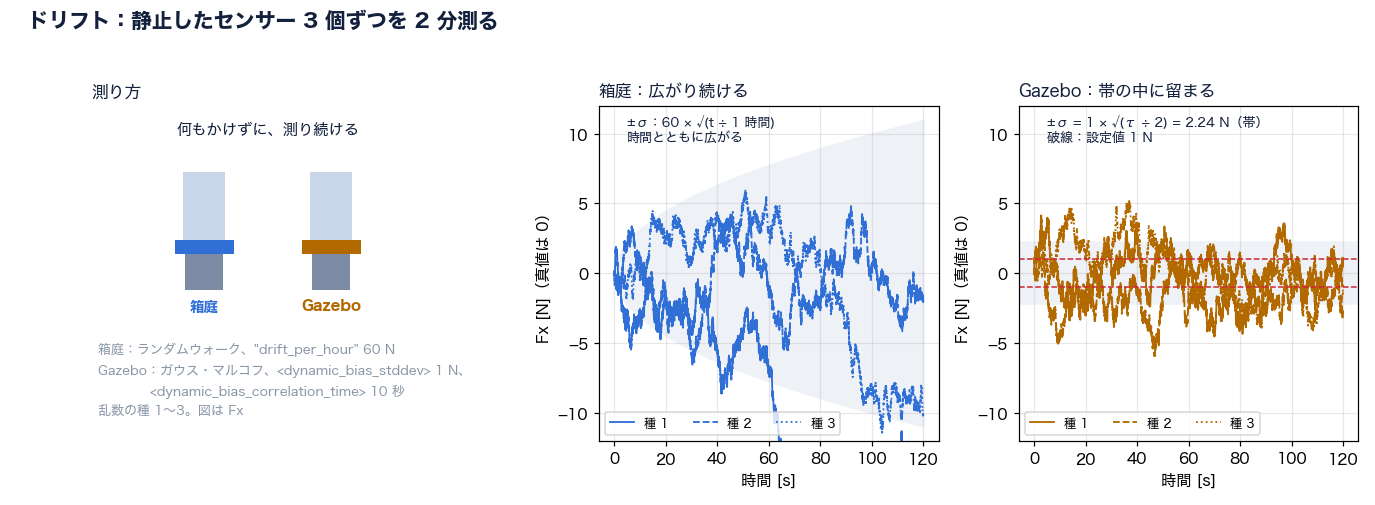 ドリフト：静止したセンサー 3 個ずつを 2 分測る
測り方
何もかけずに、測り続ける
箱庭
Gazebo
箱庭：ランダムウォーク、"drift_per_hour" 60 N
Gazebo：ガウス・マルコフ、<dynamic_bias_stddev> 1 N、
<dynamic_bias_correlation_time> 10 秒
乱数の種 1〜3。図は Fx
箱庭：広がり続ける
±σ：60 × √(t ÷ 1 時間)
時間とともに広がる
Fx [N]（真値は 0）
10
5
0
−5
−10
種 1
種 2
種 3
0
20
40
60
80
100
120
時間 [s]
Gazebo：帯の中に留まる
±σ = 1 × √(τ ÷ 2) = 2.24 N（帯）
破線：設定値 1 N
Fx [N]（真値は 0）
10
5
0
−5
−10
種 1
種 2
種 3
0
20
40
60
80
100
120
時間 [s]